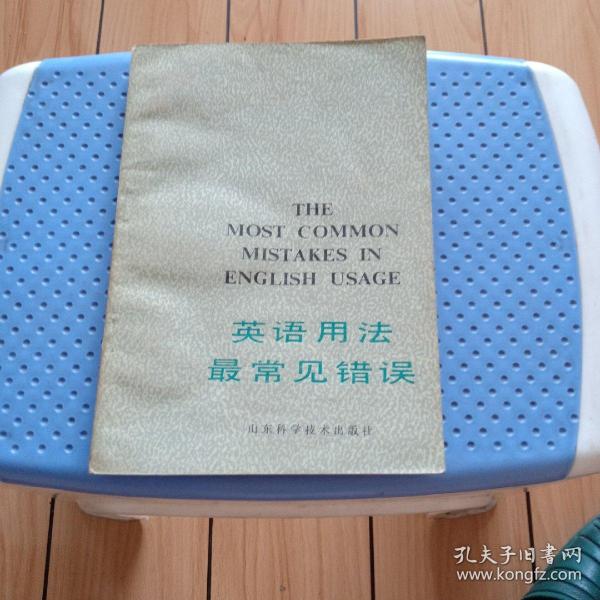 THE
MOST COMMON
MISTAKES IN
ENGLISH USAGE
英语用法
最常见错误
山东科学技术出版社
孔夫子旧书网
www.kongfz.com